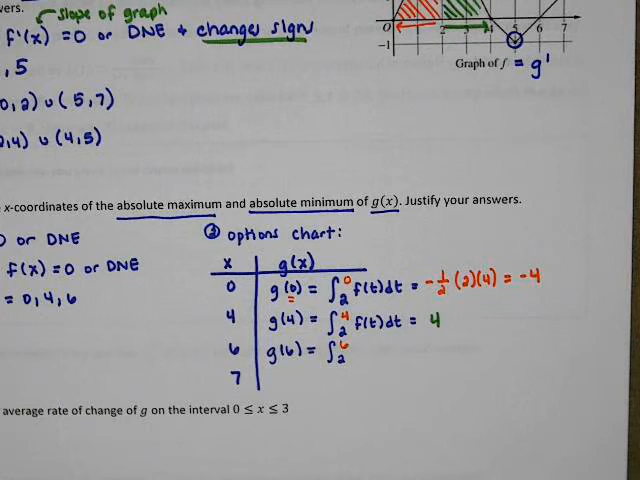 vers.
slope of graph
f'(x) = 0 or DNE + changes sign
, 5
0, 2) ∪ (5, 7)
2, 4) ∪ (4, 5)
0
2
5 6 7
-1
Graph of f = g'
x-coordinates of the absolute maximum and absolute minimum of g(x). Justify your answers.
0 or DNE
② options chart:
f(x) = 0 or DNE
= 0, 4, 6
x g(x)
0 g(0) = ∫₂⁰ f(t)dt = -1/2 (2)(4) = -4
4 g(4) = ∫₂⁴ f(t)dt = 4
6 g(6) = ∫₂⁶
7
average rate of change of g on the interval 0 ≤ x ≤ 3